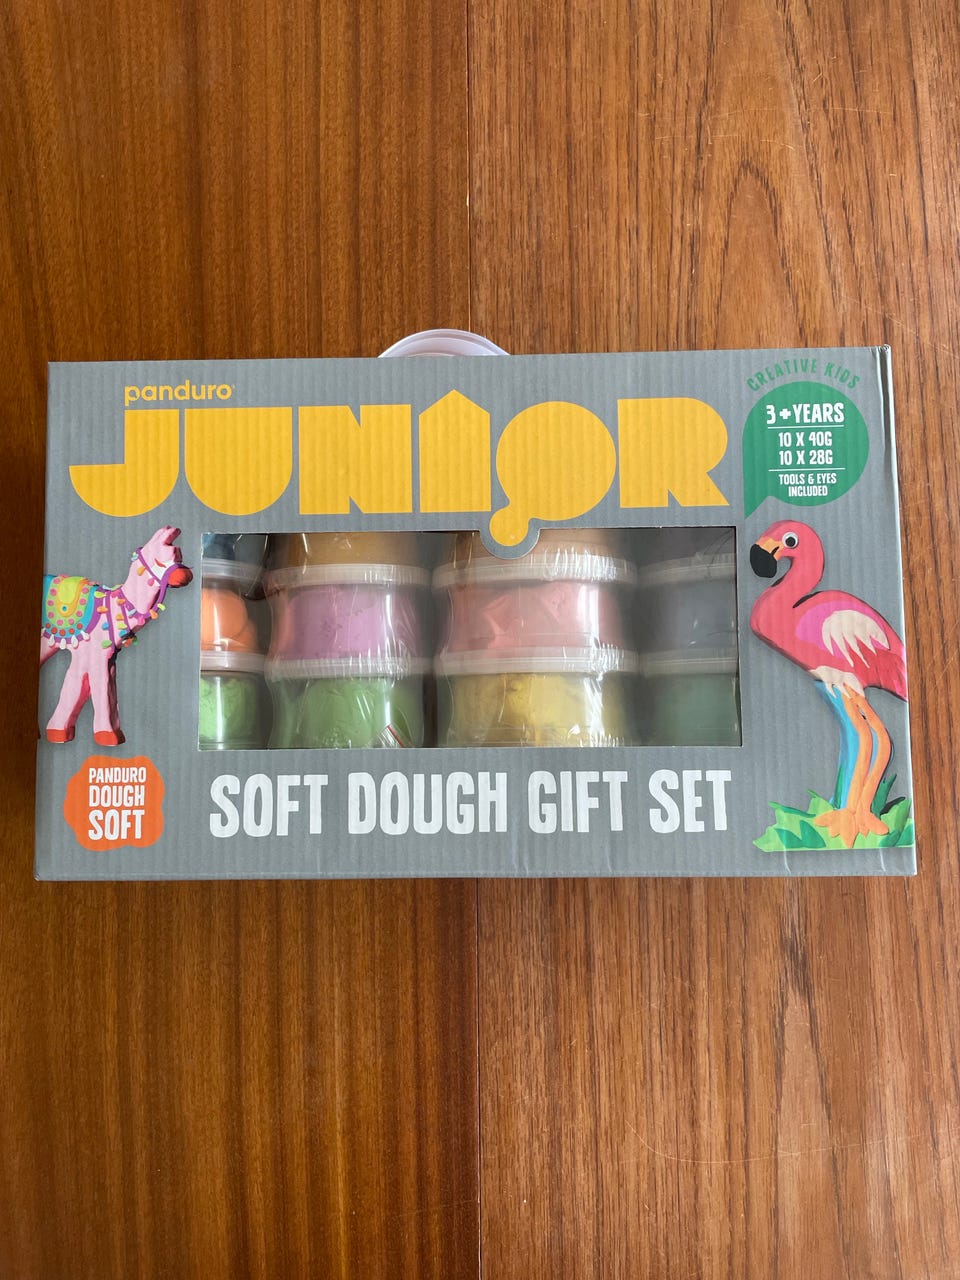 panduro
JUNIOR
CREATIVE KIDS
3+YEARS
10 X 40G
10 X 28G
TOOLS & EYES
INCLUDED
PANDURO
DOUGH
SOFT
SOFT DOUGH GIFT SET